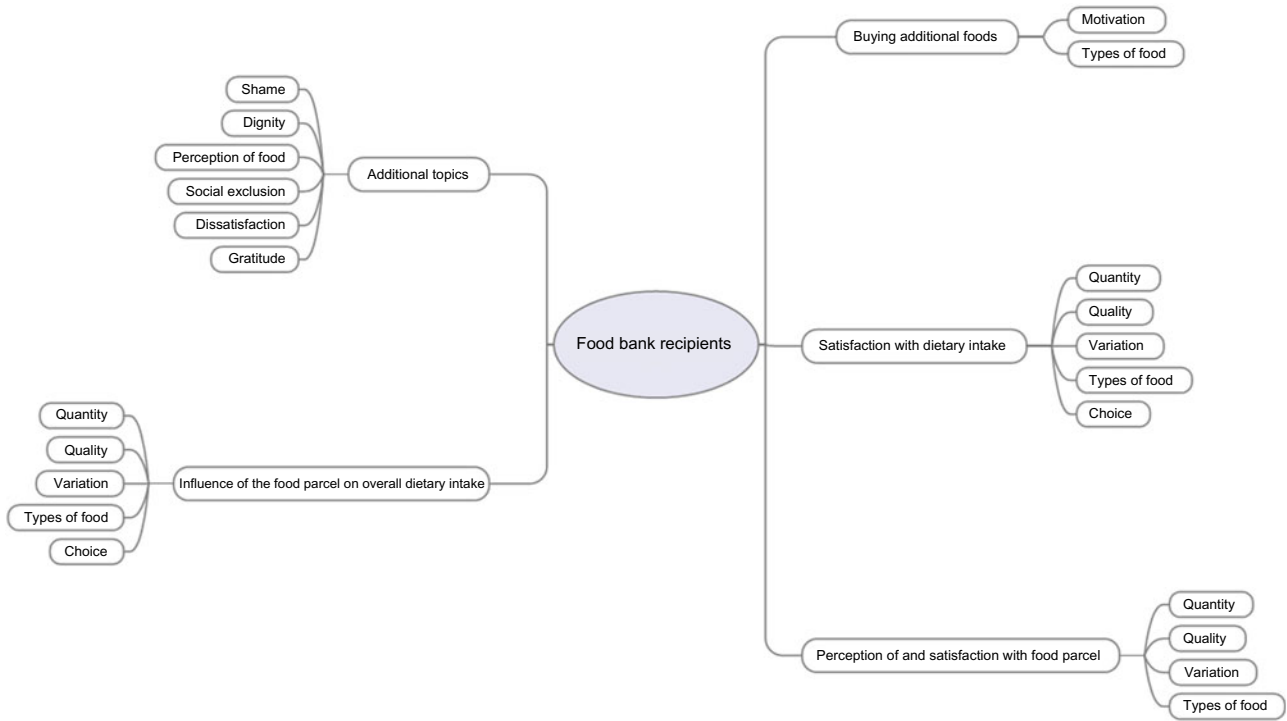 Food bank recipients
Buying additional foods
Motivation
Types of food
Satisfaction with dietary intake
Quantity
Quality
Variation
Types of food
Choice
Perception of and satisfaction with food parcel
Quantity
Quality
Variation
Types of food
Additional topics
Shame
Dignity
Perception of food
Social exclusion
Dissatisfaction
Gratitude
Influence of the food parcel on overall dietary intake
Quantity
Quality
Variation
Types of food
Choice